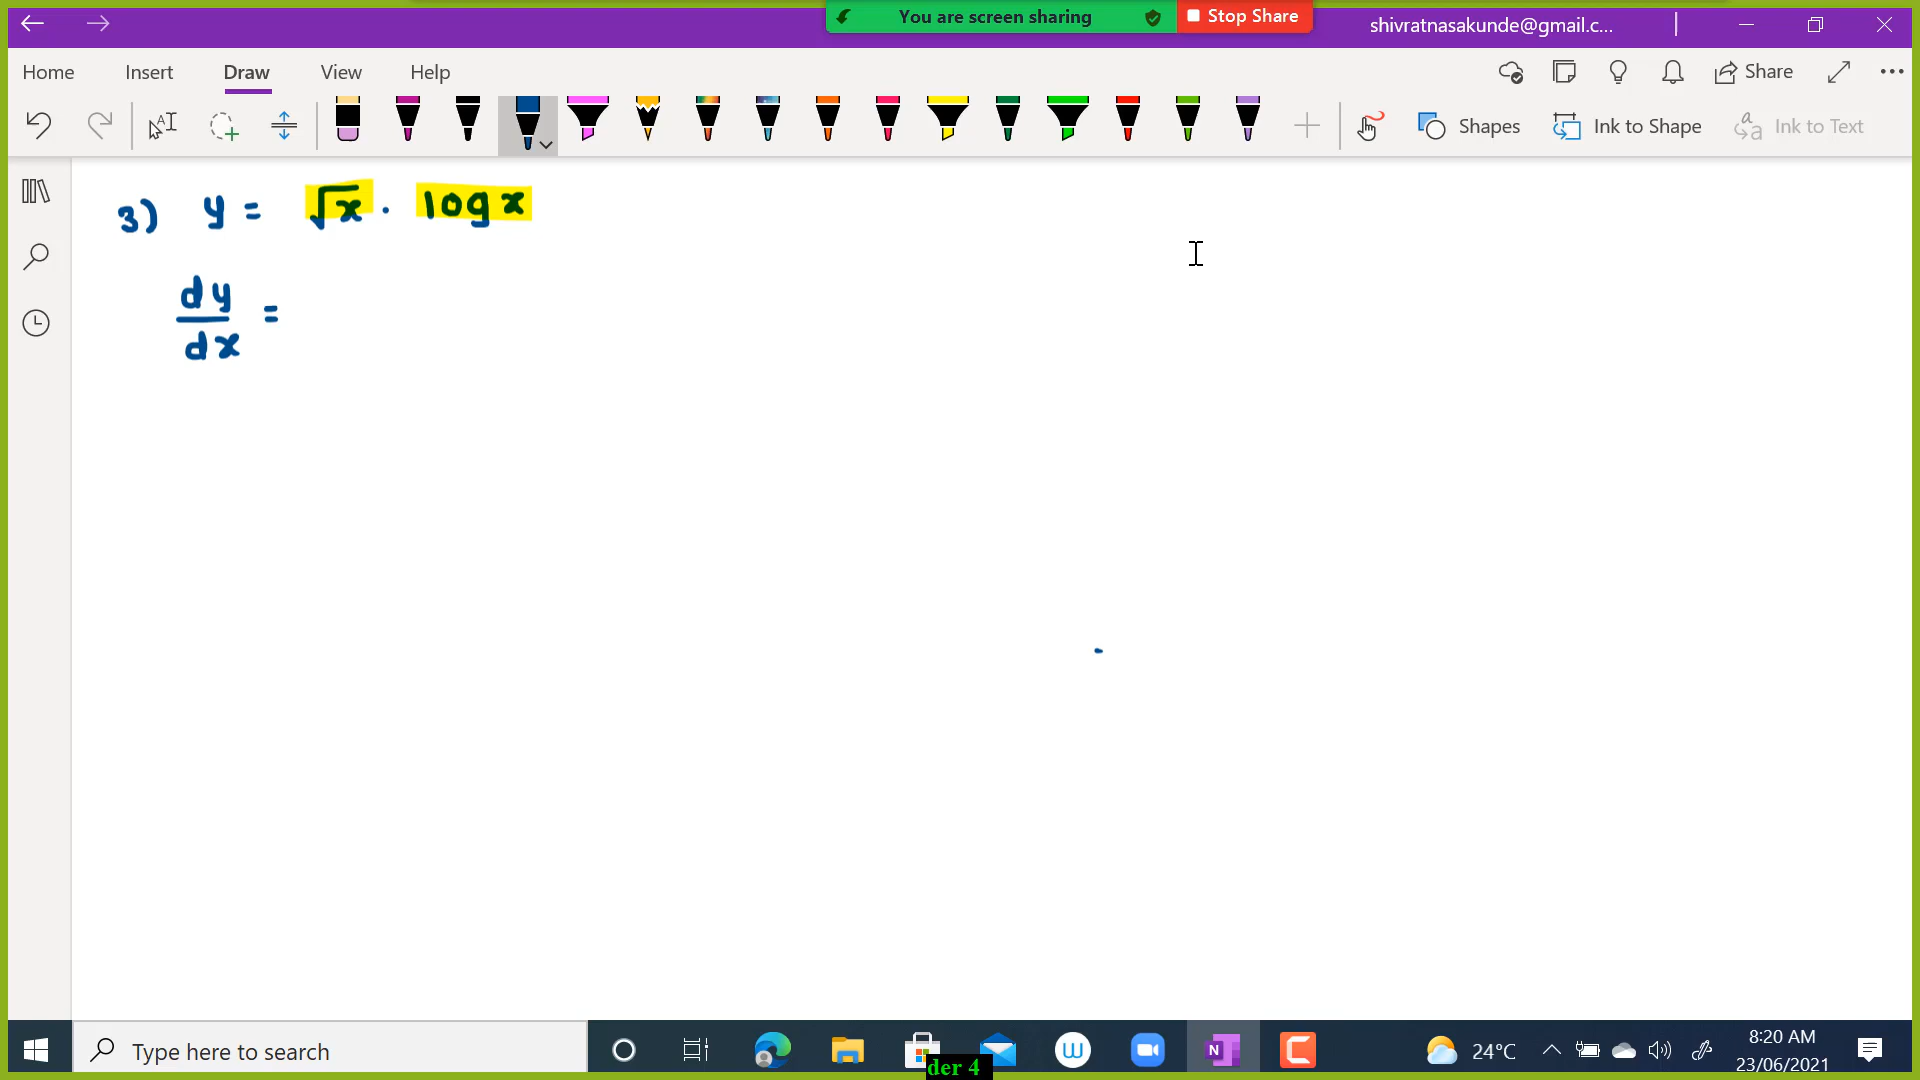 You are screen sharing
Stop Share
shivratnasakunde@gmail.c...
Home Insert Draw View Help
Share
Shapes
Ink to Shape
Ink to Text
3) y = √x . log x
dy
dx =
Type here to search
der 4
24°C
8:20 AM
23/06/2021